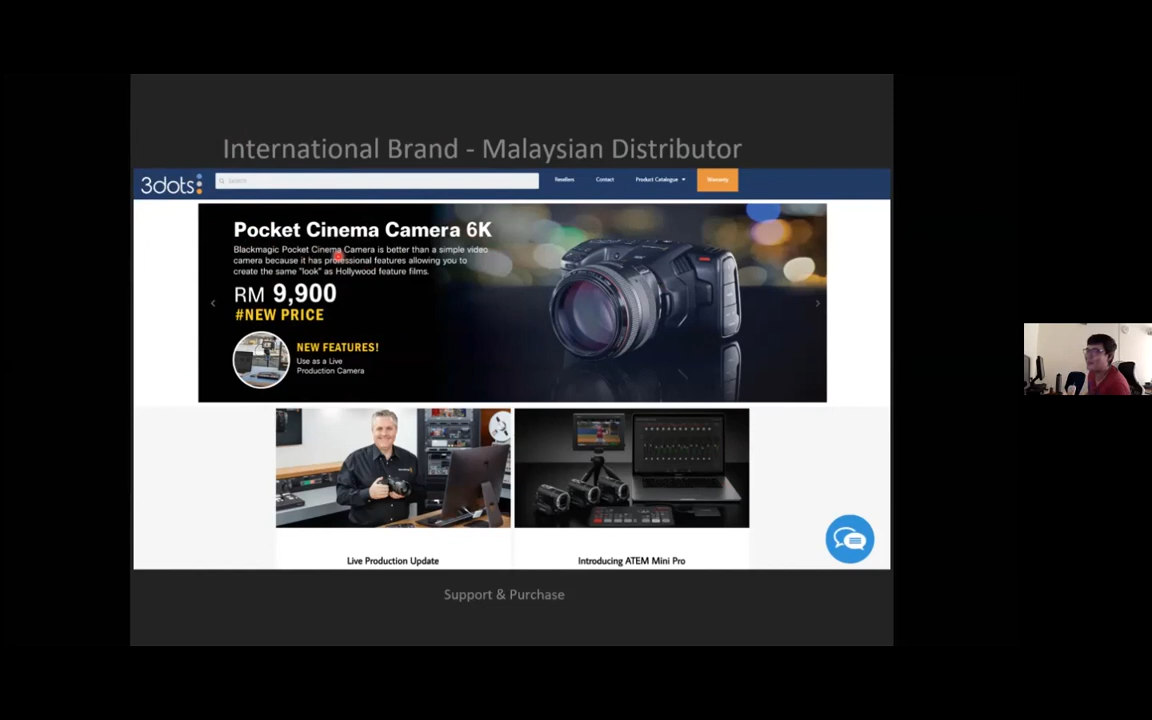 International Brand - Malaysian Distributor
3dots
Search
Resellers
Contact
Product Catalogue
Warranty
Pocket Cinema Camera 6K
Blackmagic Pocket Cinema Camera is better than a simple video
camera because it has professional features allowing you to
create the same "look" as Hollywood feature films.
RM 9,900
#NEW PRICE
NEW FEATURES!
Use as a Live
Production Camera
Live Production Update
Introducing ATEM Mini Pro
Support & Purchase